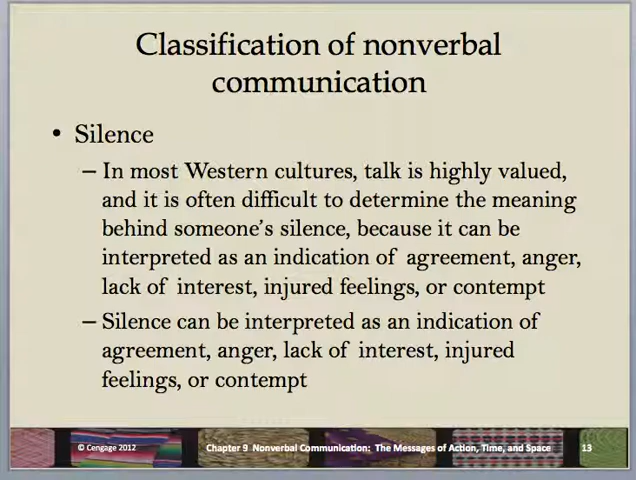 Classification of nonverbal
communication
• Silence
– In most Western cultures, talk is highly valued,
and it is often difficult to determine the meaning
behind someone's silence, because it can be
interpreted as an indication of agreement, anger,
lack of interest, injured feelings, or contempt
– Silence can be interpreted as an indication of
agreement, anger, lack of interest, injured
feelings, or contempt
© Cengage 2012 Chapter 9 Nonverbal Communication: The Messages of Action, Time, and Space 13